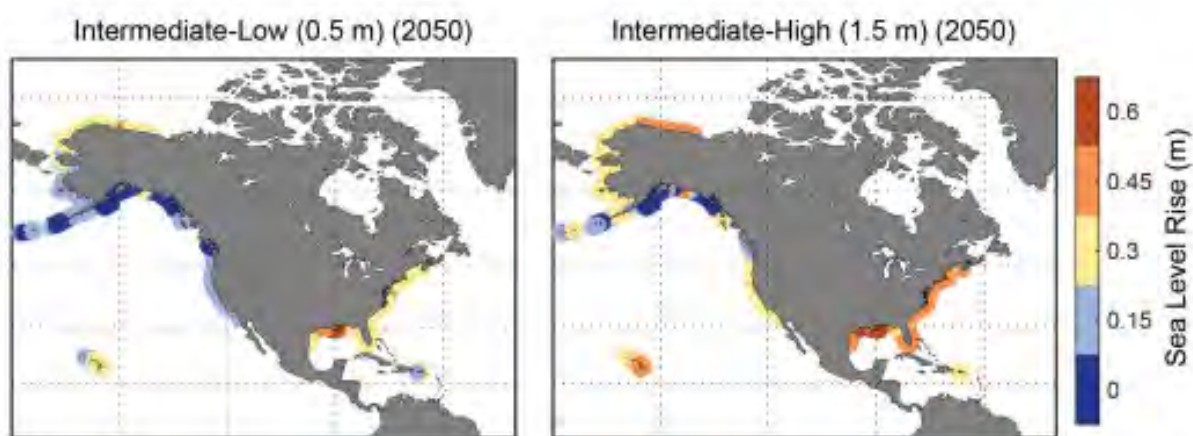 Intermediate-Low (0.5 m) (2050)
Intermediate-High (1.5 m) (2050)
0.6
0.45
0.3
0.15
0
Sea Level Rise (m)